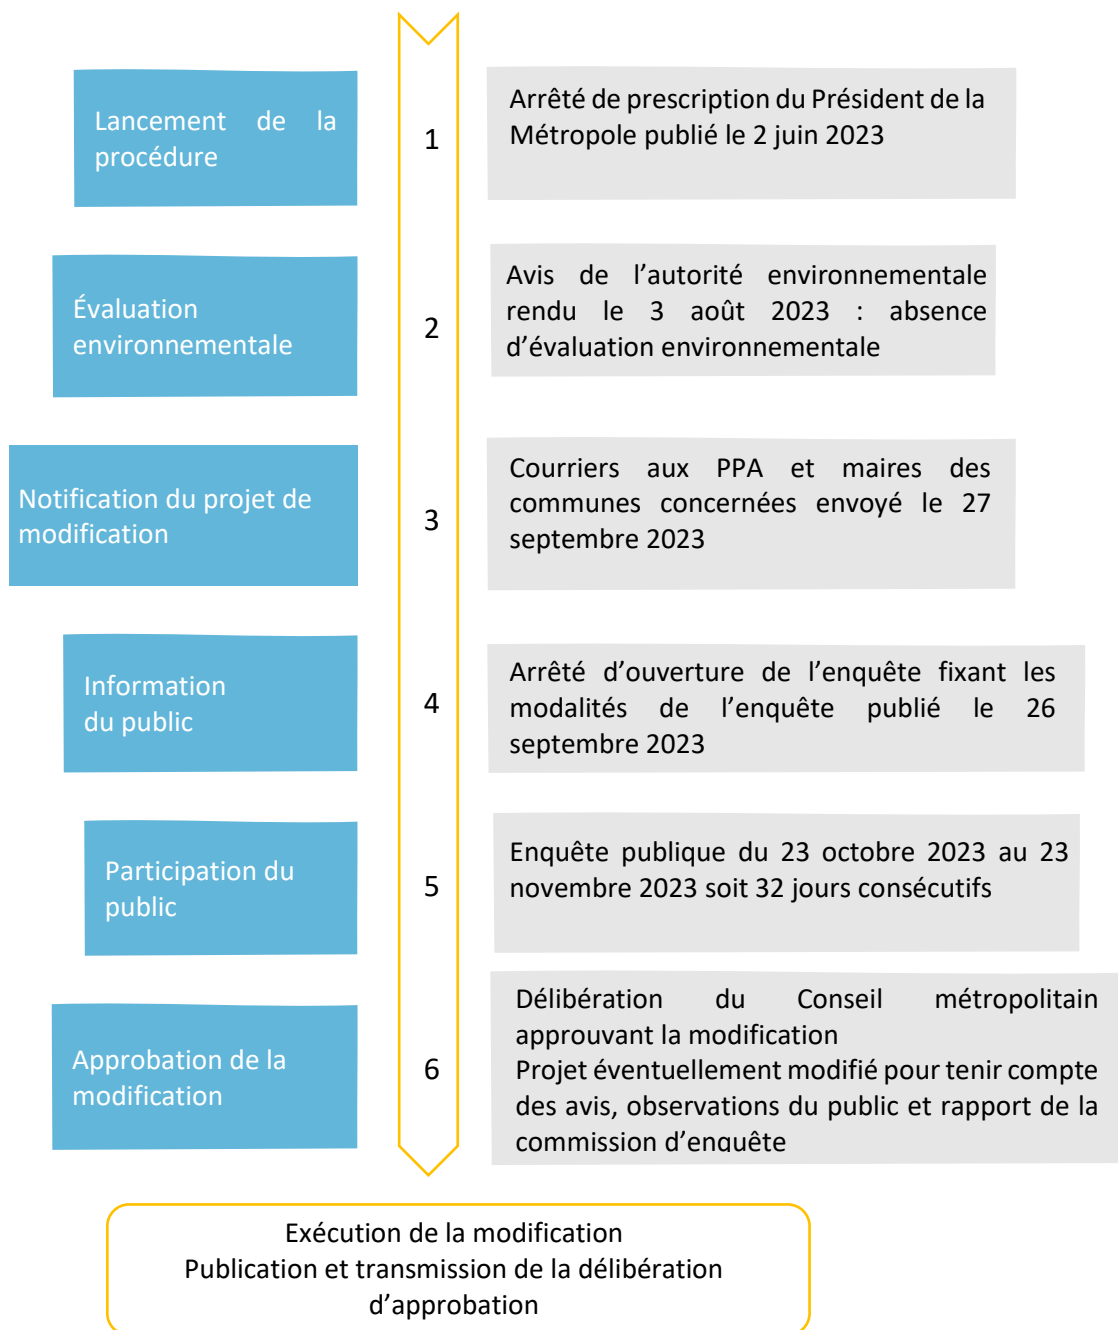 Lancement de la
procédure
1
Arrêté de prescription du Président de la
Métropole publié le 2 juin 2023
Évaluation
environnementale
2
Avis de l’autorité environnementale
rendu le 3 août 2023 : absence
d’évaluation environnementale
Notification du projet de
modification
3
Courriers aux PPA et maires des
communes concernées envoyé le 27
septembre 2023
Information
du public
4
Arrêté d’ouverture de l’enquête fixant les
modalités de l’enquête publié le 26
septembre 2023
Participation du
public
5
Enquête publique du 23 octobre 2023 au 23
novembre 2023 soit 32 jours consécutifs
Approbation de la
modification
6
Délibération du Conseil métropolitain
approuvant la modification
Projet éventuellement modifié pour tenir compte
des avis, observations du public et rapport de la
commission d’enquête
Exécution de la modification
Publication et transmission de la délibération
d’approbation